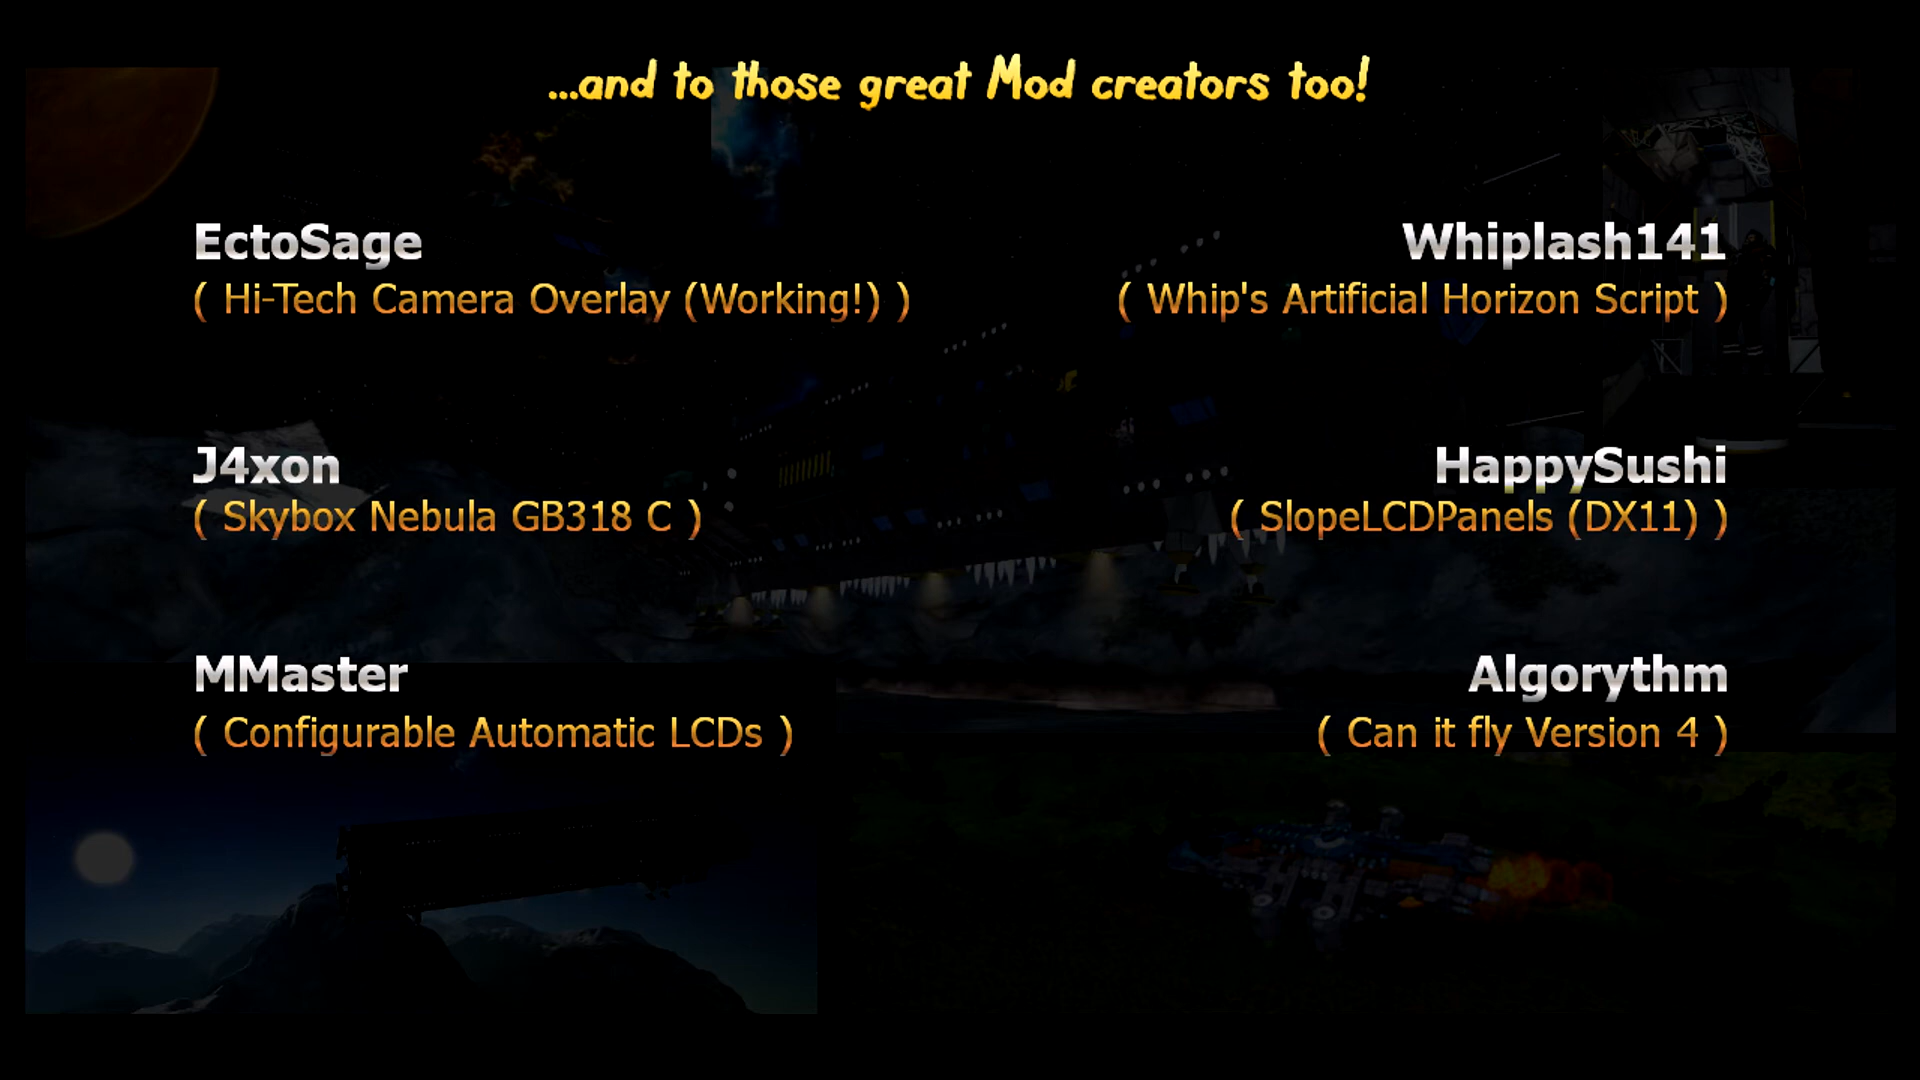 ...and to those great Mod creators too!
EctoSage
( Hi-Tech Camera Overlay (Working!) )
Whiplash141
( Whip's Artificial Horizon Script )
J4xon
( Skybox Nebula GB318 C )
HappySushi
( SlopeLCDPanels (DX11) )
MMaster
( Configurable Automatic LCDs )
Algorythm
( Can it fly Version 4 )